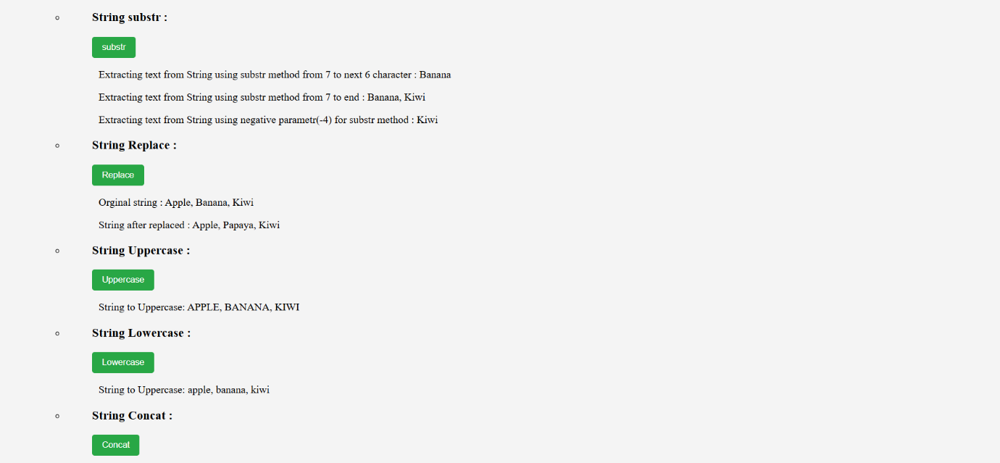 String substr :
substr
Extracting text from String using substr method from 7 to next 6 character : Banana
Extracting text from String using substr method from 7 to end : Banana, Kiwi
Extracting text from String using negative parametr(-4) for substr method : Kiwi
String Replace :
Replace
Orginal string : Apple, Banana, Kiwi
String after replaced : Apple, Papaya, Kiwi
String Uppercase :
Uppercase
String to Uppercase: APPLE, BANANA, KIWI
String Lowercase :
Lowercase
String to Uppercase: apple, banana, kiwi
String Concat :
Concat